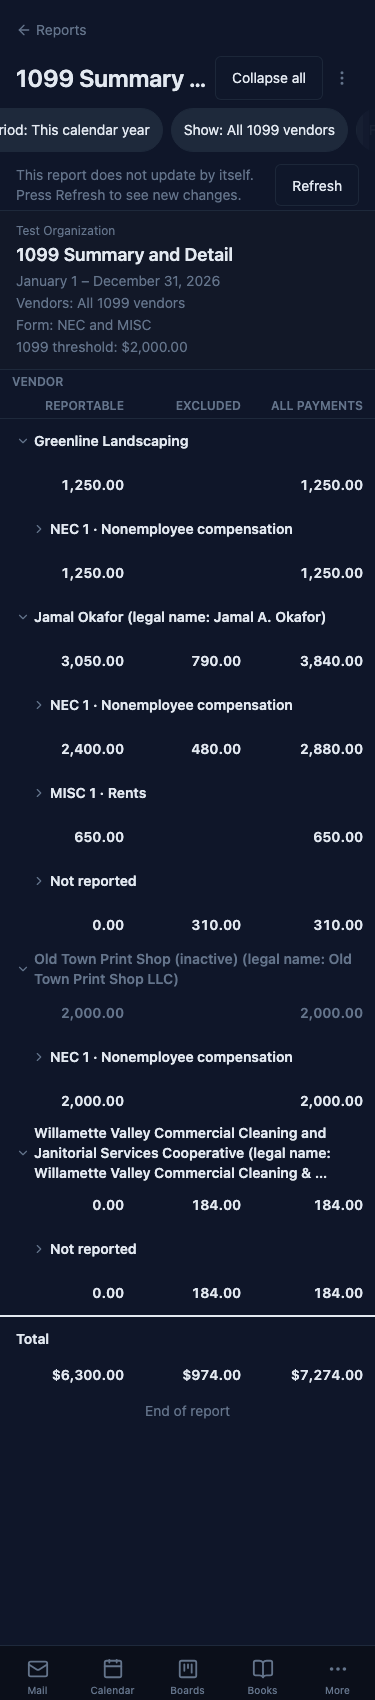 Reports
1099 Summary ...
Collapse all
riod: This calendar year
Show: All 1099 vendors
This report does not update by itself.
Press Refresh to see new changes.
Refresh
Test Organization
1099 Summary and Detail
January 1 – December 31, 2026
Vendors: All 1099 vendors
Form: NEC and MISC
1099 threshold: $2,000.00
VENDOR
REPORTABLE EXCLUDED ALL PAYMENTS
Greenline Landscaping
1,250.00 1,250.00
NEC 1 · Nonemployee compensation
1,250.00 1,250.00
Jamal Okafor (legal name: Jamal A. Okafor)
3,050.00 790.00 3,840.00
NEC 1 · Nonemployee compensation
2,400.00 480.00 2,880.00
MISC 1 · Rents
650.00 650.00
Not reported
0.00 310.00 310.00
Old Town Print Shop (inactive) (legal name: Old
Town Print Shop LLC)
2,000.00 2,000.00
NEC 1 · Nonemployee compensation
2,000.00 2,000.00
Willamette Valley Commercial Cleaning and
Janitorial Services Cooperative (legal name:
Willamette Valley Commercial Cleaning & ...
0.00 184.00 184.00
Not reported
0.00 184.00 184.00
Total
$6,300.00 $974.00 $7,274.00
End of report
Mail
Calendar
Boards
Books
More